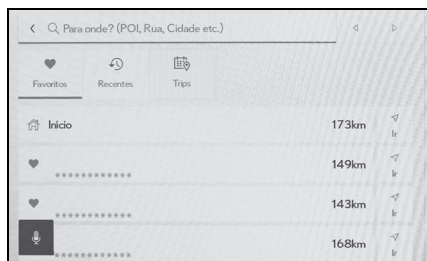 Para onde? (POI, Rua, Cidade etc.)
Favoritos Recentes Trips
Início 173km Ir
************ 149km Ir
************ 143km Ir
************ 168km Ir